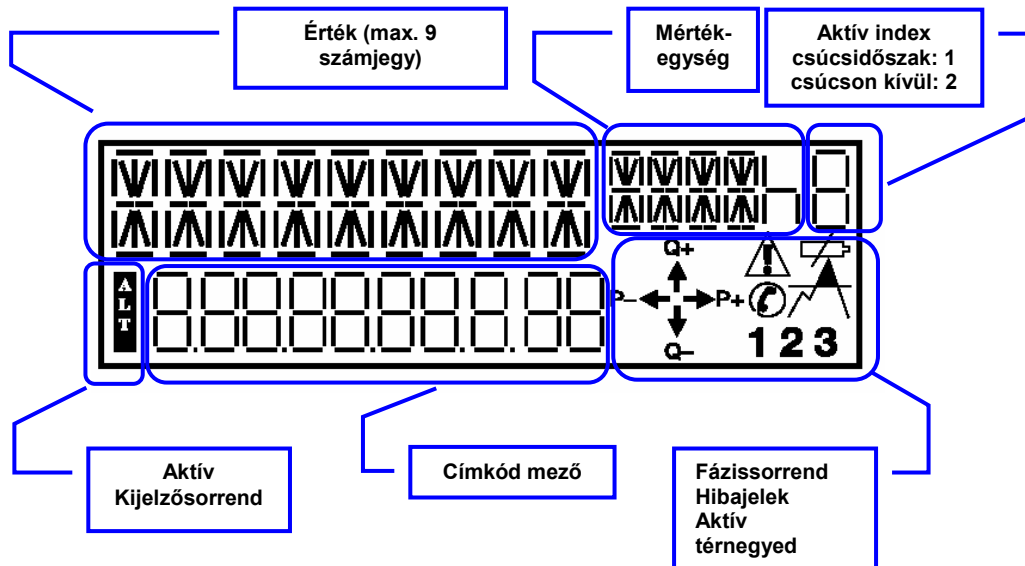 Érték (max. 9
számjegy)
Mérték-
egység
Aktív index
csúcsidőszak: 1
csúcson kívül: 2
Q+
ALT
P–
P+
Q–
1 2 3
Aktív
Kijelzősorrend
Címkód mező
Fázissorrend
Hibajelek
Aktív
térnegyed